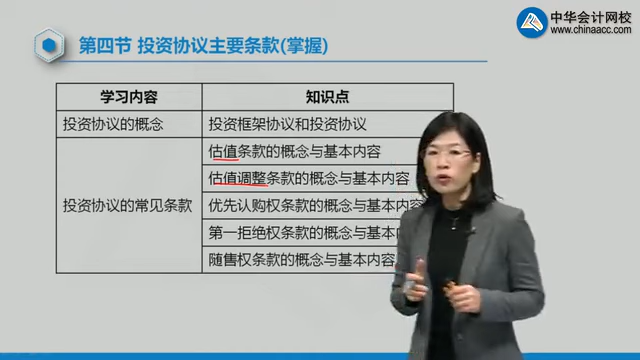 中华会计网校
www.chinaacc.com
第四节 投资协议主要条款(掌握)
学习内容 知识点
投资协议的概念 投资框架协议和投资协议
估值条款的概念与基本内容
估值调整条款的概念与基本内容
投资协议的常见条款 优先认购权条款的概念与基本
第一拒绝权条款的概念与基本
随售权条款的概念与基本内容